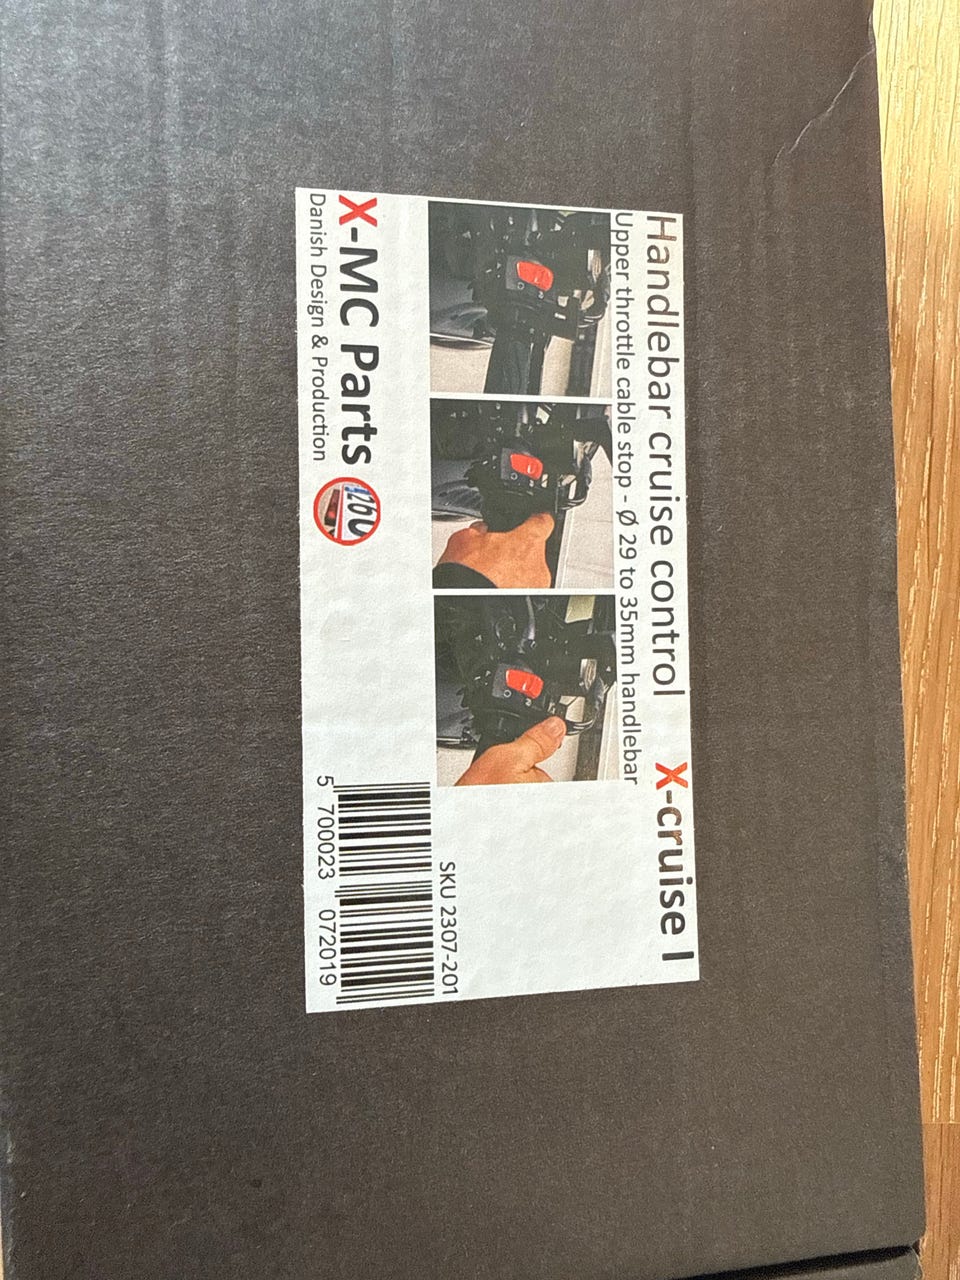 Handlebar cruise control X-cruise I
Upper throttle cable stop - Ø 29 to 35mm handlebar
SKU 2307-201
X-MC Parts
Danish Design & Production
5 700023 072019